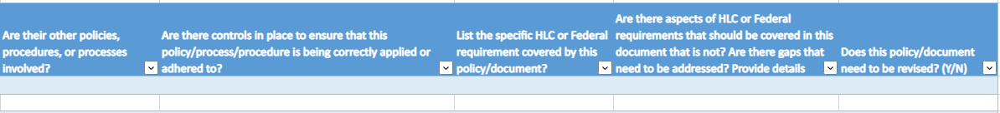 Are their other policies,
procedures, or processes
involved?
Are there controls in place to ensure that this
policy/process/procedure is being correctly applied or
adhered to?
List the specific HLC or Federal
requirement covered by this
policy/document?
Are there aspects of HLC or Federal
requirements that should be covered in this
document that is not? Are there gaps that
need to be addressed? Provide details
Does this policy/document
need to be revised? (Y/N)